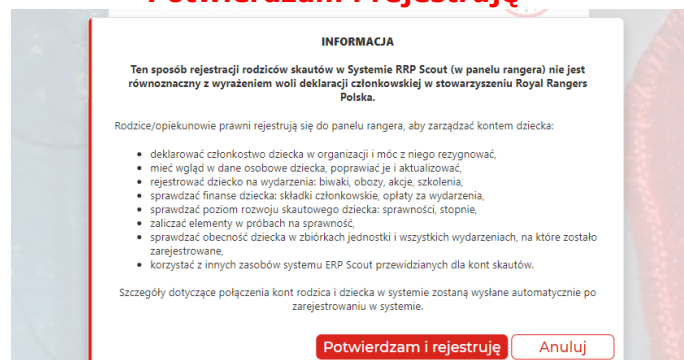 Potwierdzam i rejestruję
INFORMACJA
Ten sposób rejestracji rodziców skautów w Systemie RRP Scout (w panelu rangera) nie jest
równoznaczny z wyrażeniem woli deklaracji członkowskiej w stowarzyszeniu Royal Rangers
Polska.
Rodzice/opiekunowie prawni rejestrują się do panelu rangera, aby zarządzać kontem dziecka:
• deklarować członkostwo dziecka w organizacji i móc z niego rezygnować,
• mieć wgląd w dane osobowe dziecka, poprawiać je i aktualizować,
• rejestrować dziecko na wydarzenia: biwaki, obozy, akcje, szkolenia,
• sprawdzać finanse dziecka: składki członkowskie, opłaty za wydarzenia,
• sprawdzać poziom rozwoju skautowego dziecka: sprawności, stopnie,
• zaliczać elementy w próbach na sprawność,
• sprawdzać obecność dziecka w zbiórkach jednostki i wszystkich wydarzeniach, na które zostało
zarejestrowane,
• korzystać z innych zasobów systemu ERP Scout przewidzianych dla kont skautów.
Szczegóły dotyczące połączenia kont rodzica i dziecka w systemie zostaną wysłane automatycznie po
zarejestrowaniu w systemie.
Potwierdzam i rejestruję Anuluj